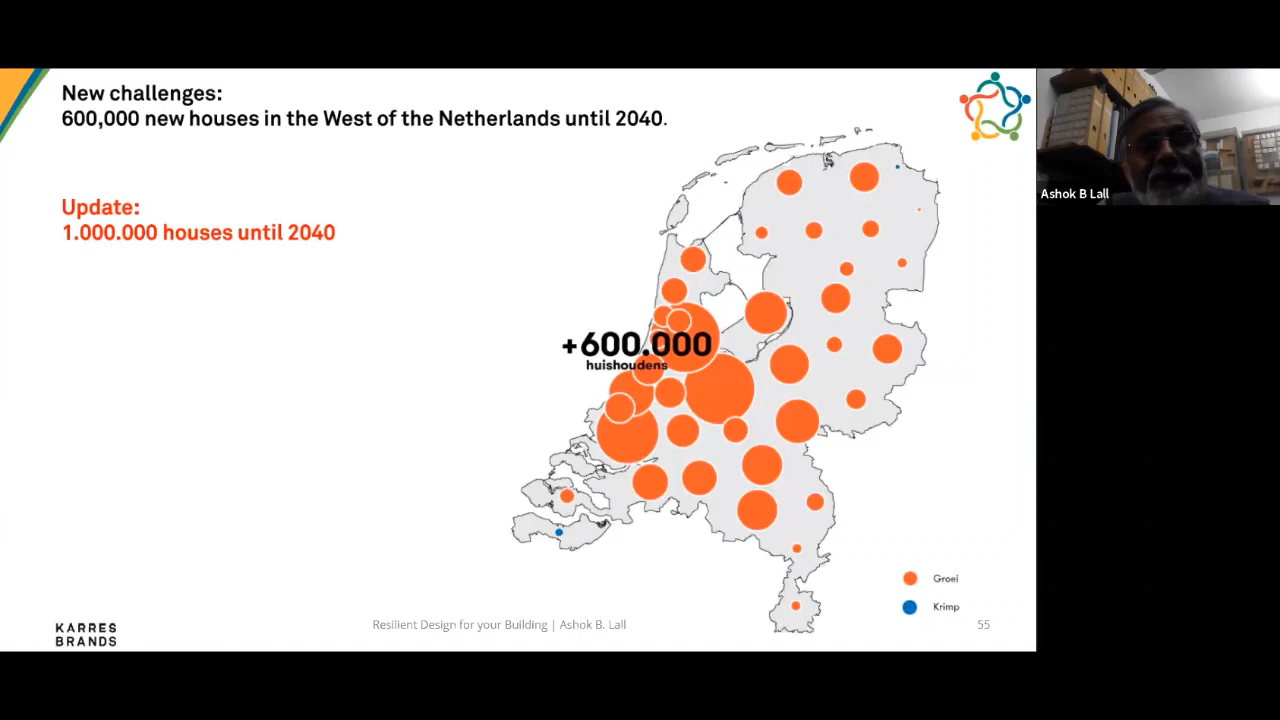 New challenges:
600,000 new houses in the West of the Netherlands until 2040.
Update:
1.000.000 houses until 2040
+600.000
huishoudens
Groei
Krimp
KARRES
BRANDS
Resilient Design for your Building | Ashok B. Lall
55
Ashok B Lall